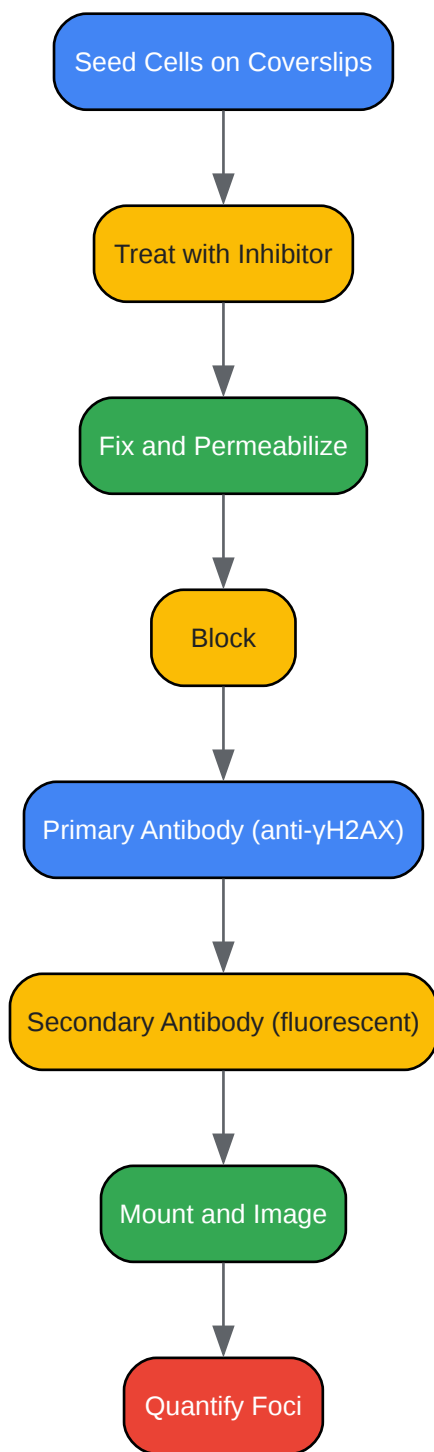 Seed Cells on Coverslips
Treat with Inhibitor
Fix and Permeabilize
Block
Primary Antibody (anti-γH2AX)
Secondary Antibody (fluorescent)
Mount and Image
Quantify Foci